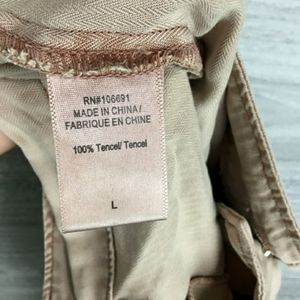 RN#106691
MADE IN CHINA/
FABRIQUE EN CHINE
100% Tencel/ Tencel
L